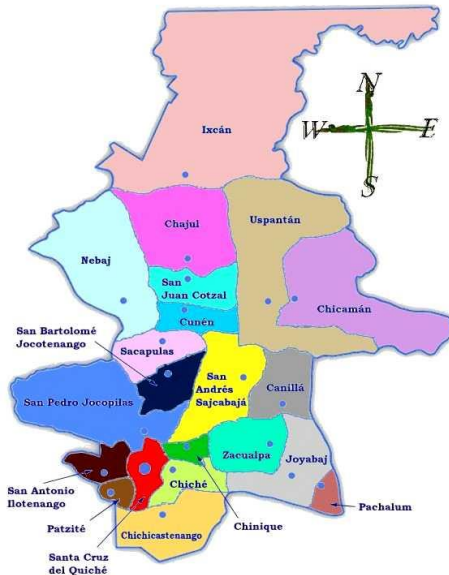 N
W E
S
Ixcán
Uspantán
Chajul
Nebaj
San
Juan Cotzal
Chicamán
Cunén
San Bartolomé
Jocotenango
Sacapulas
San
Andrés
Sajcabajá
Canillá
San Pedro Jocopilas
Zacualpa
Joyabaj
San Antonio
Ilotenango
Chiché
Patzité
Chinique
Pachalum
Santa Cruz
del Quiché
Chichicastenango